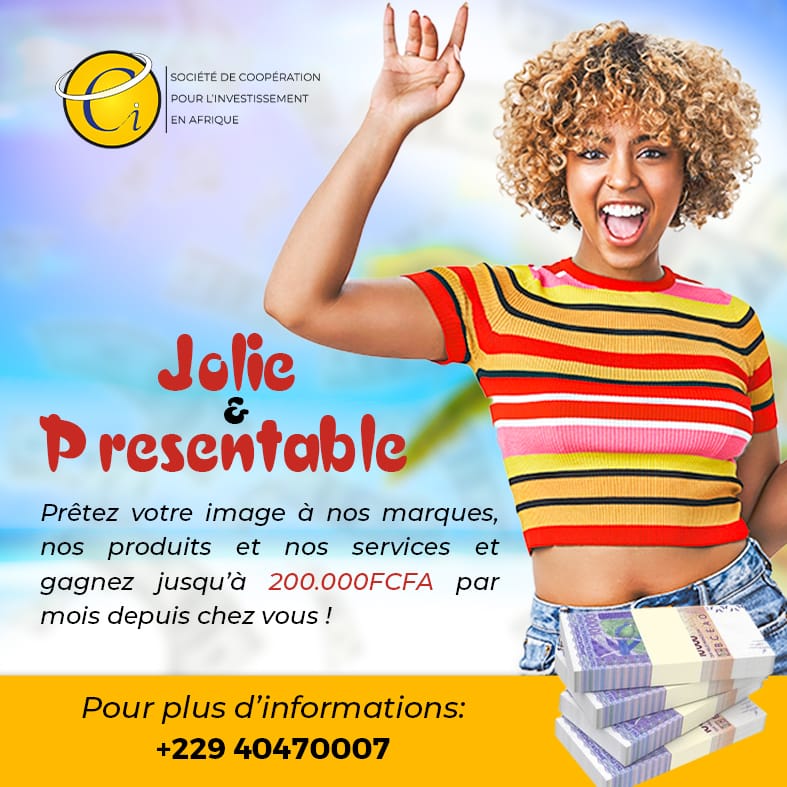 Ci
SOCIÉTÉ DE COOPÉRATION
POUR L'INVESTISSEMENT
EN AFRIQUE
Jolie
&
Presentable
Prêtez votre image à nos marques,
nos produits et nos services et
gagnez jusqu'à 200.000FCFA par
mois depuis chez vous !
Pour plus d'informations:
+229 40470007